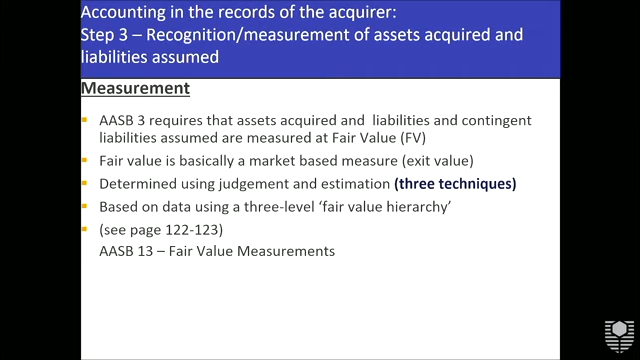 Accounting in the records of the acquirer:
Step 3 – Recognition/measurement of assets acquired and
liabilities assumed
Measurement
AASB 3 requires that assets acquired and liabilities and contingent
liabilities assumed are measured at Fair Value (FV)
Fair value is basically a market based measure (exit value)
Determined using judgement and estimation (three techniques)
Based on data using a three-level ‘fair value hierarchy’
(see page 122-123)
AASB 13 – Fair Value Measurements